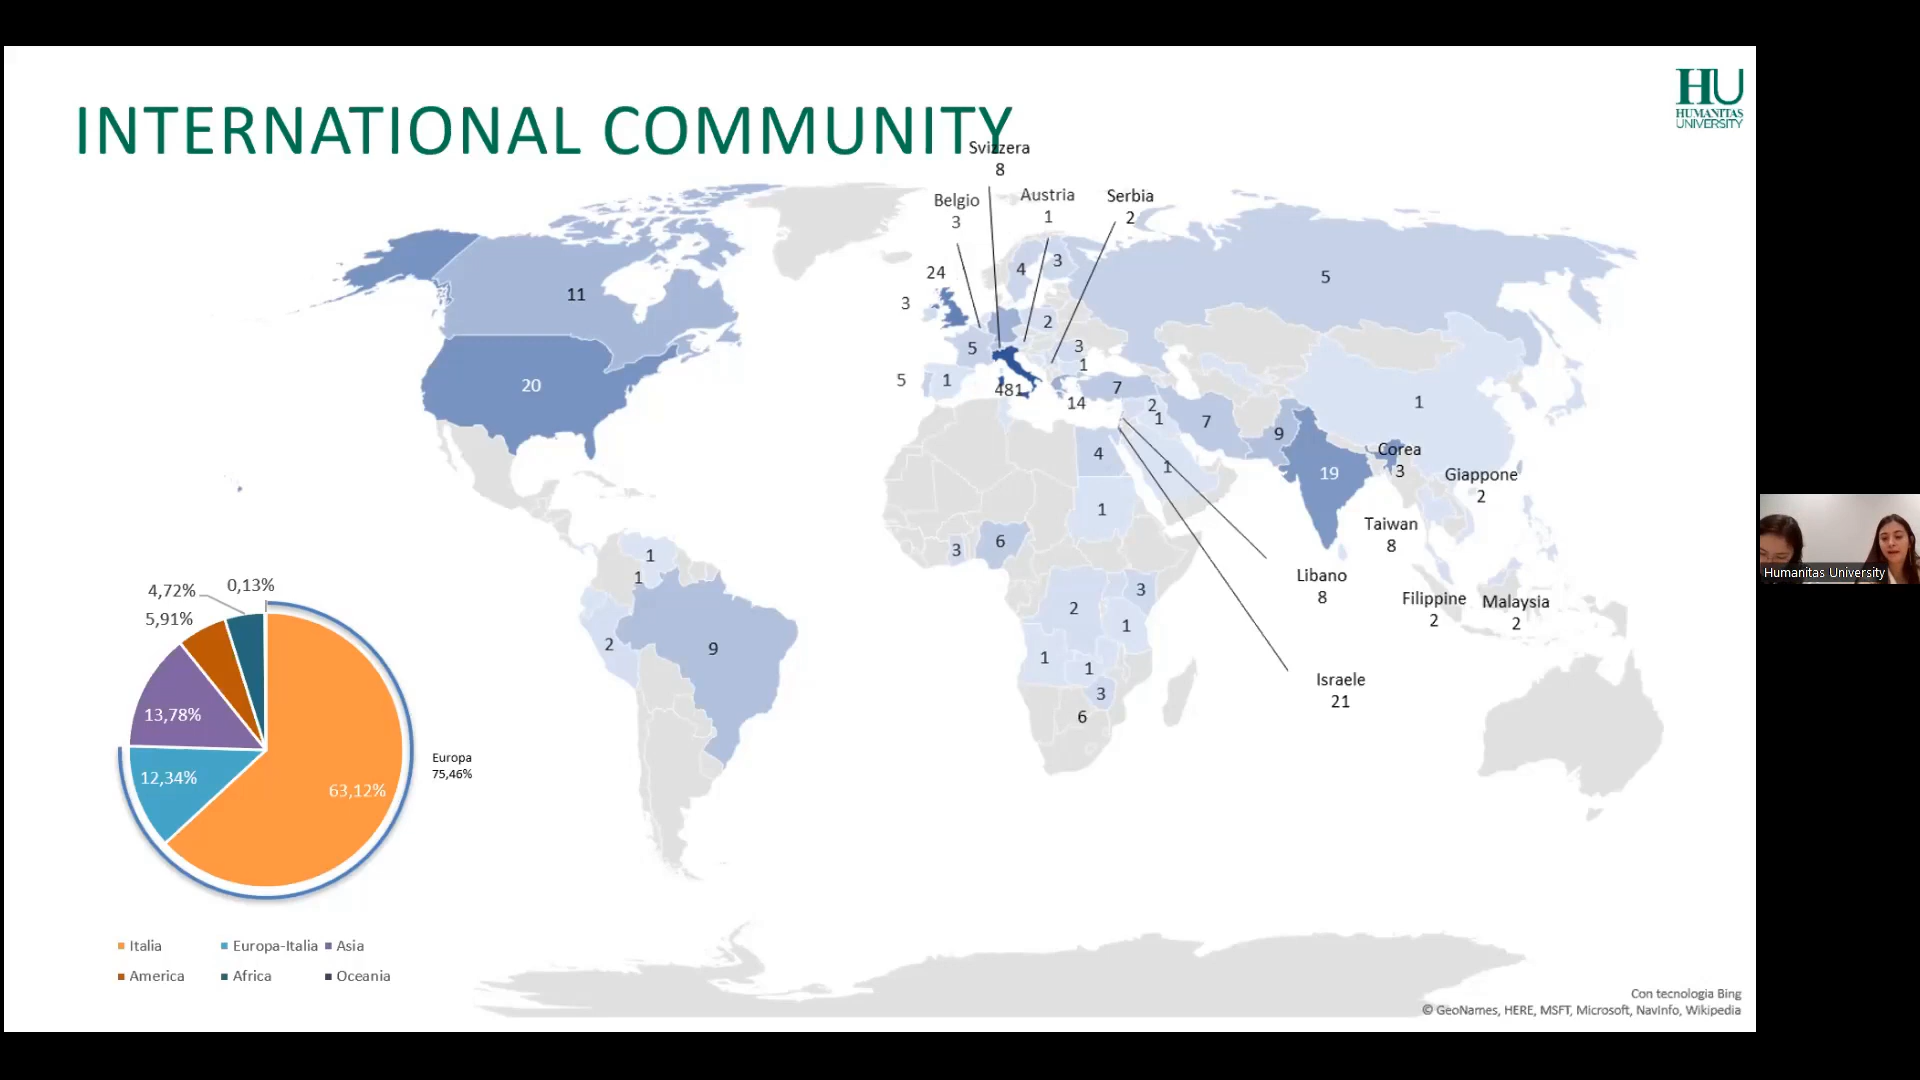 INTERNATIONAL COMMUNITY
HU
HUMANITAS
UNIVERSITY
Svizzera
8
Belgio
3
Austria
1
Serbia
2
24
3
4
3
5
11
2
5
3
1
20
5
1
481
14
7
2
1
7
9
1
4
1
19
Corea
3
Giappone
2
1
Taiwan
8
3
6
1
1
Libano
8
Filippine
2
Malaysia
2
2
3
1
2
9
1
1
3
6
Israele
21
4,72%
0,13%
5,91%
13,78%
12,34%
63,12%
Europa
75,46%
Italia
Europa-Italia
Asia
America
Africa
Oceania
Con tecnologia Bing
© GeoNames, HERE, MSFT, Microsoft, NavInfo, Wikipedia
Humanitas University